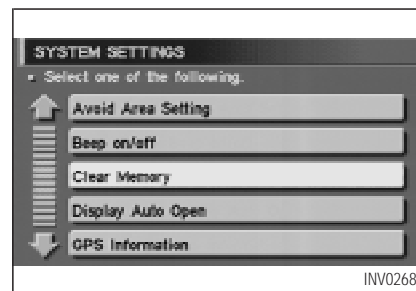 SYSTEM SETTINGS
Select one of the following.
Avoid Area Setting
Beep on/off
Clear Memory
Display Auto Open
GPS Information
INV0268